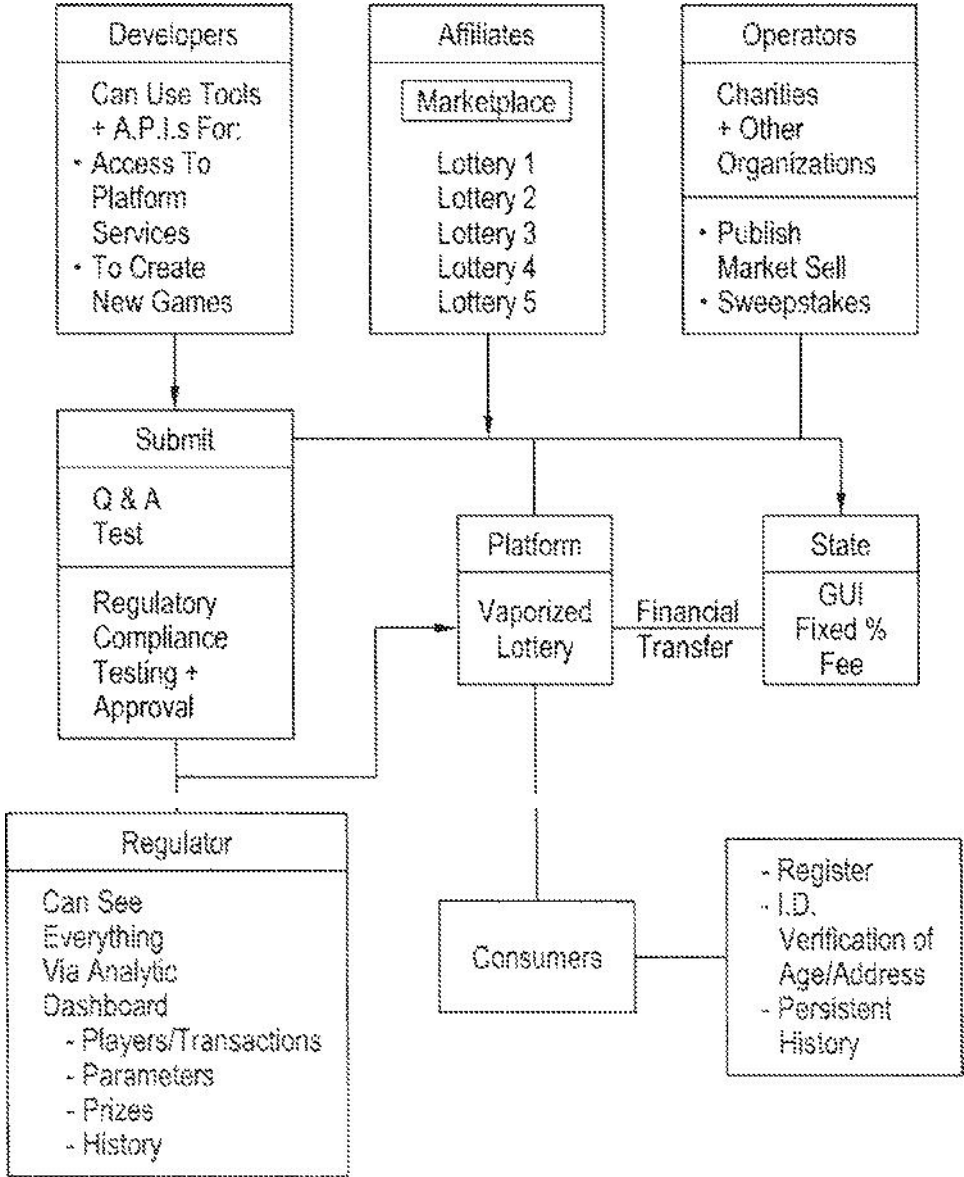 Developers
Can Use Tools
+ A.P.I.s For:
• Access To
Platform
Services
• To Create
New Games
Affiliates
Marketplace
Lottery 1
Lottery 2
Lottery 3
Lottery 4
Lottery 5
Operators
Charities
+ Other
Organizations
• Publish
Market Sell
• Sweepstakes
Submit
Q & A
Test
Regulatory
Compliance
Testing +
Approval
Platform
Vaporized
Lottery
Financial
Transfer
State
GUI
Fixed %
Fee
Regulator
Can See
Everything
Via Analytic
Dashboard
- Players/Transactions
- Parameters
- Prizes
- History
Consumers
- Register
- I.D.
Verification of
Age/Address
- Persistent
History